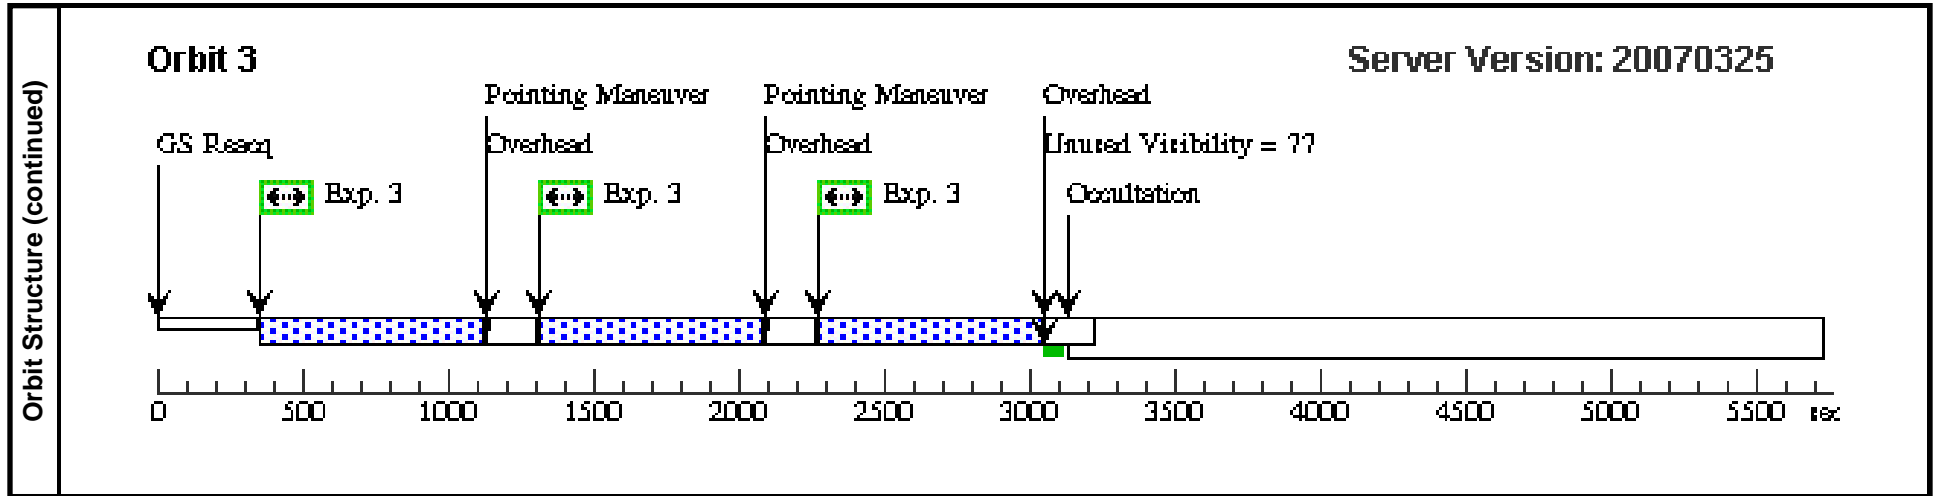 Orbit Structure (continued)
Orbit 3
Server Version: 20070325
Pointing Maneuver
Pointing Maneuver
Overhead
GS Reacq
Overhead
Overhead
Unused Visibility = 77
Exp. 3
Exp. 3
Exp. 3
Occultation
0 500 1000 1500 2000 2500 3000 3500 4000 4500 5000 5500 sec